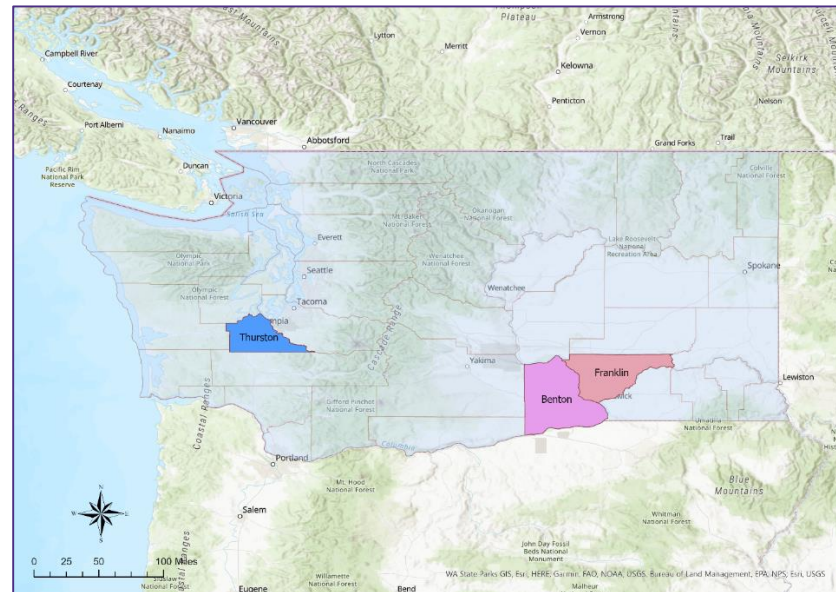 Campbell River
Courtenay
Port Alberni
Nanaimo
Vancouver
Abbotsford
Duncan
Pacific Rim
National Park
Reserve
Victoria
Lytton
Merritt
Plateau
Armstrong
Vernon
Kelowna
Penticton
Selkirk
Mountains
Nelson
Trail
Grand Forks
North Cascades
National Park
Okanogan
National Forest
Colville
National Forest
Mt. Baker
National Forest
Everett
Seattle
Tacoma
Olympic
National Park
Olympic
National Forest
Wenatchee
National Forest
Wenatchee
Lake Roosevelt
National
Recreation Area
Spokane
Thurston
Cascade Range
Yakima
Franklin
Benton
Lewiston
Gifford Pinchot
National Forest
Columbia
Umatilla
National Forest
Coastal Ranges
Portland
Mt. Hood
National Forest
Salem
Blue
Mountains
Whitman
National Forest
John Day Fossil
Beds National
Monument
Malheur
Willamette
National Forest
Eugene
Bend
N
W
E
S
0 25 50 100 Miles
WA State Parks GIS, Esri, HERE, Garmin, FAO, NOAA, USGS, Bureau of Land Management, EPA, NPS, Esri, USGS